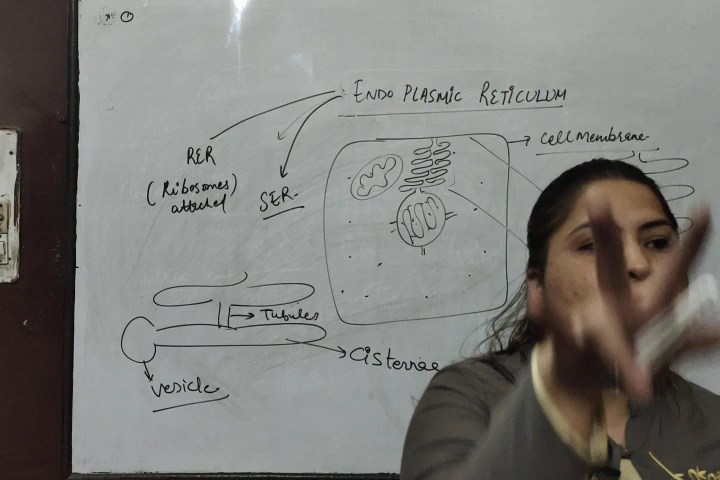 ENDO PLASMIC RETICULUM
RER
(Ribosomes)
attached
SER
Cell Membrane
Tubules
Cisternae
Vesicle